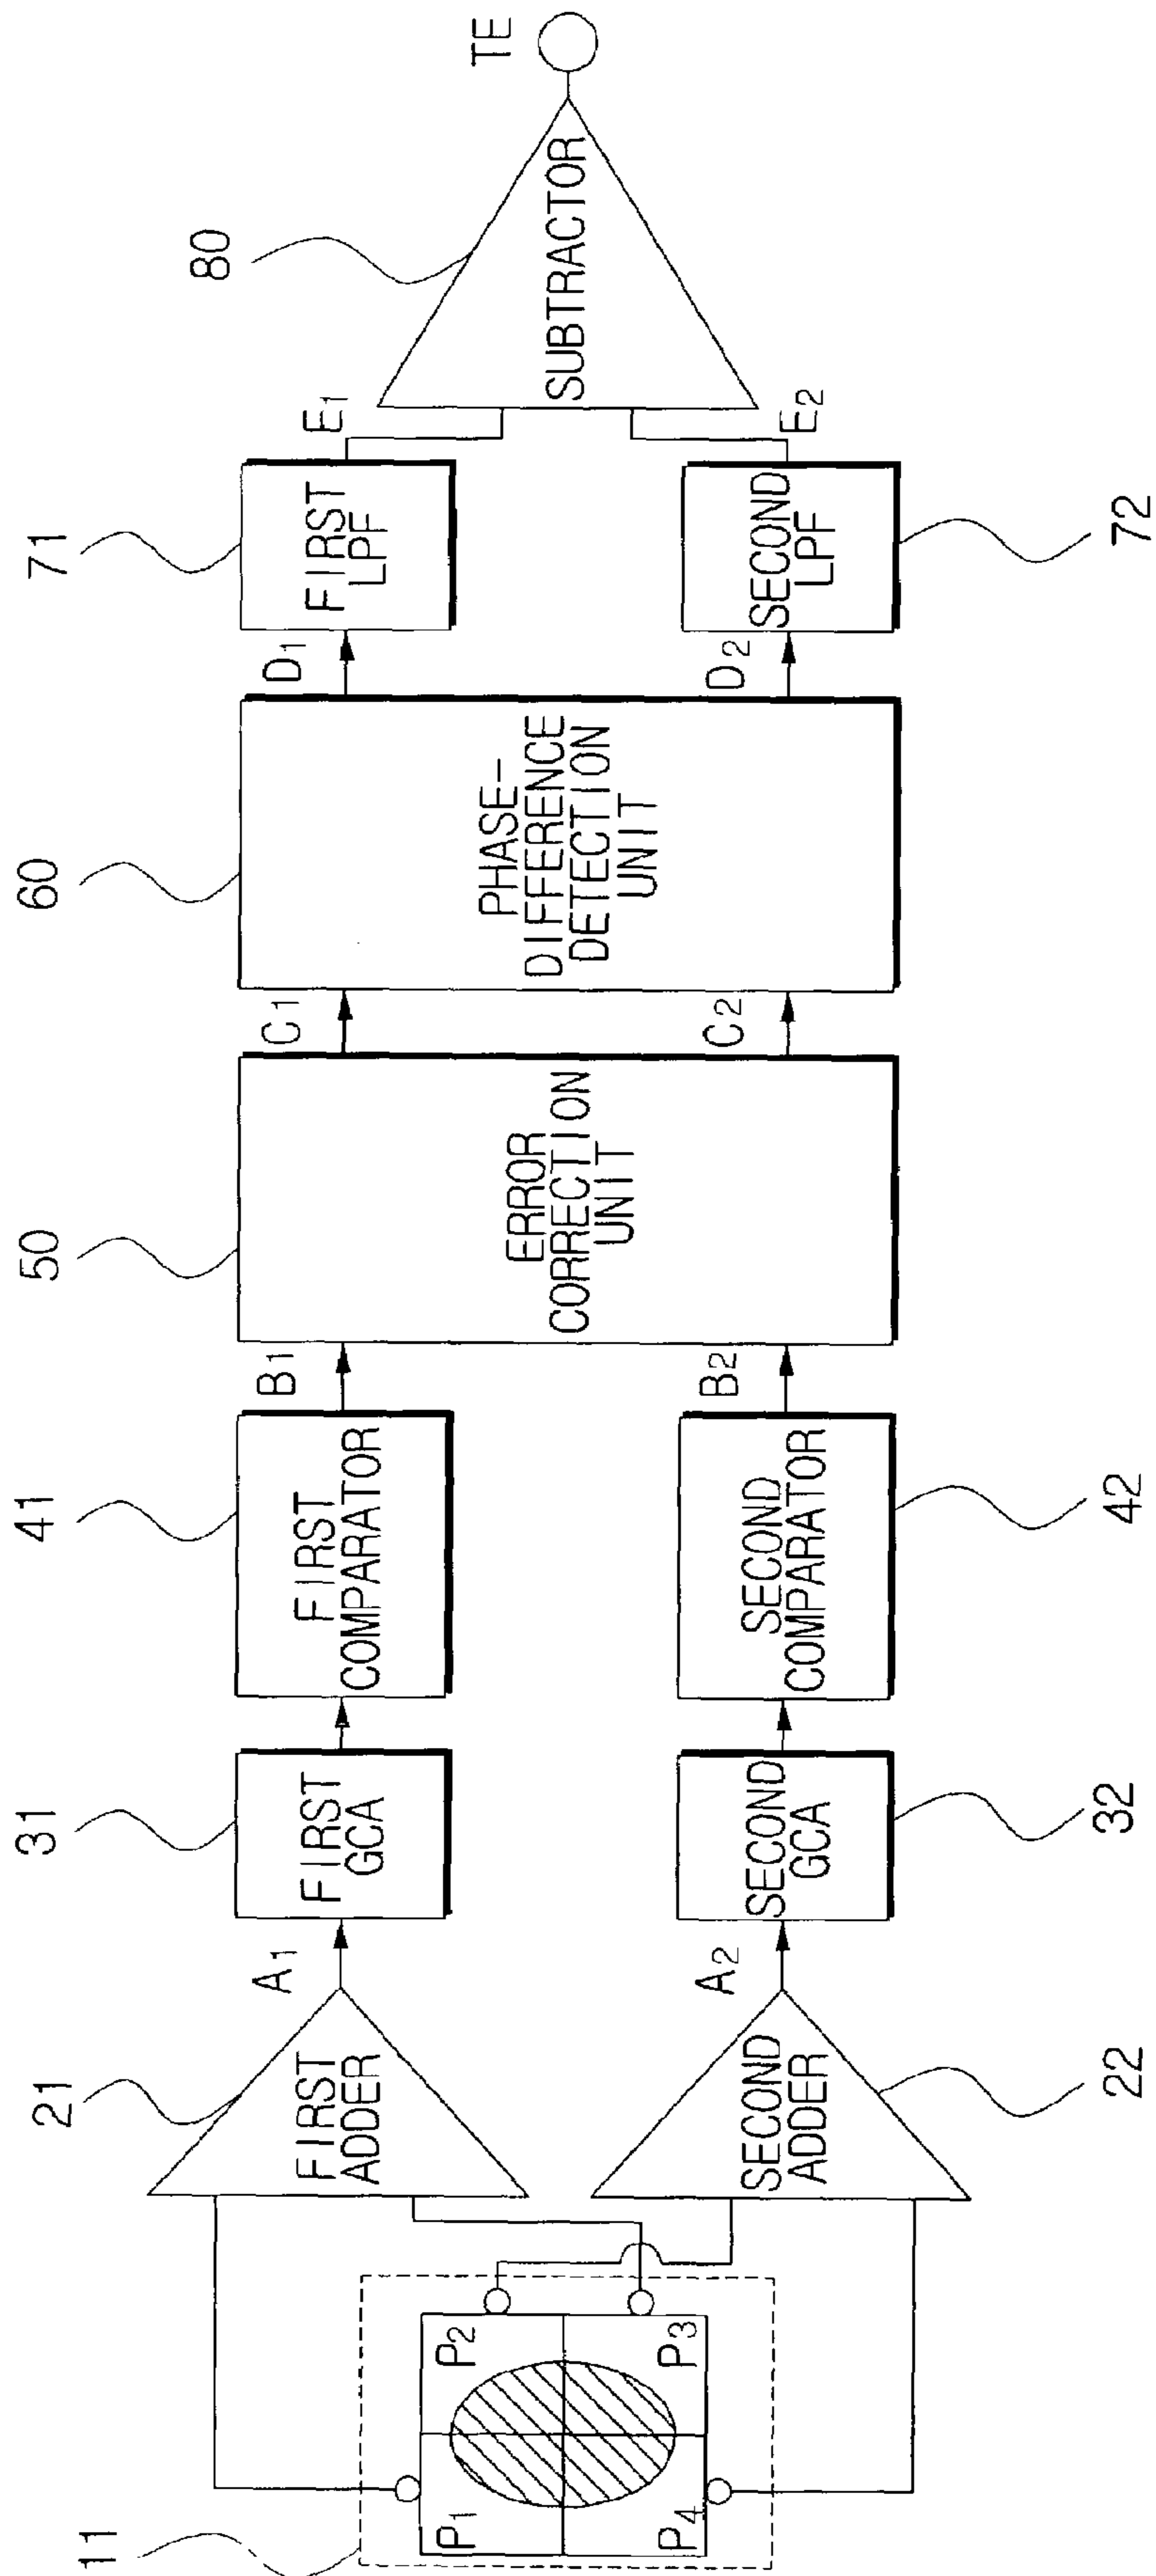 11
P1
P2
P3
P4
21
FIRST
ADDER
A1
22
SECOND
ADDER
A2
31
FIRST
GCA
32
SECOND
GCA
41
FIRST
COMPARATOR
B1
42
SECOND
COMPARATOR
B2
50
ERROR
CORRECTION
UNIT
C1
C2
60
PHASE-
DIFFERENCE
DETECTION
UNIT
D1
D2
71
FIRST
LPF
E1
72
SECOND
LPF
E2
80
SUBTRACTOR
TE